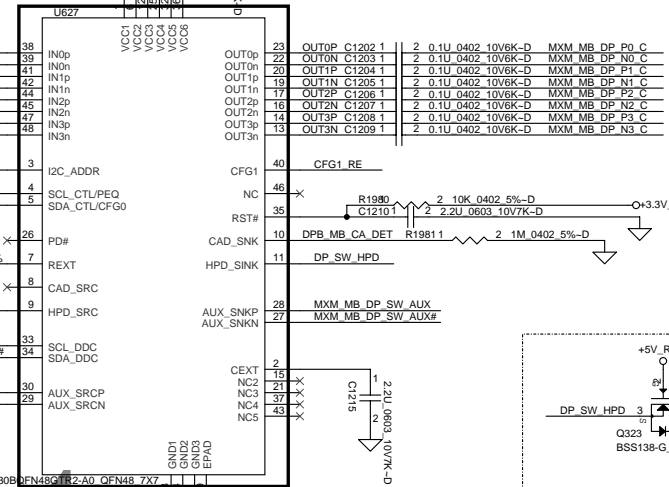 U627
D
VCC1
VCC2
VCC3
VCC4
VCC5
VCC6
38 IN0p OUT0p 23 OUT0P C1202 1 2 0.1U_0402_10V6K~D MXM_MB_DP_P0_C
39 IN0n OUT0n 22 OUT0N C1203 1 2 0.1U_0402_10V6K~D MXM_MB_DP_N0_C
41 IN1p OUT1p 20 OUT1P C1204 1 2 0.1U_0402_10V6K~D MXM_MB_DP_P1_C
42 IN1n OUT1n 19 OUT1N C1205 1 2 0.1U_0402_10V6K~D MXM_MB_DP_N1_C
44 IN2p OUT2p 17 OUT2P C1206 1 2 0.1U_0402_10V6K~D MXM_MB_DP_P2_C
45 IN2n OUT2n 16 OUT2N C1207 1 2 0.1U_0402_10V6K~D MXM_MB_DP_N2_C
47 IN3p OUT3p 14 OUT3P C1208 1 2 0.1U_0402_10V6K~D MXM_MB_DP_P3_C
48 IN3n OUT3n 13 OUT3N C1209 1 2 0.1U_0402_10V6K~D MXM_MB_DP_N3_C
3 I2C_ADDR CFG1 40 CFG1_RE
4 SCL_CTL/PEQ NC 46
5 SDA_CTL/CFG0
R1980 1 2 10K_0402_5%~D +3.3V_
RST# 35 C1210 1 2 2.2U_0603_10V7K~D
26 PD# CAD_SNK 10 DPB_MB_CA_DET R1981 1 2 1M_0402_5%~D
7 REXT HPD_SINK 11 DP_SW_HPD
8 CAD_SRC
9 HPD_SRC AUX_SNKP 28 MXM_MB_DP_SW_AUX
AUX_SNKN 27 MXM_MB_DP_SW_AUX#
33 SCL_DDC
# 34 SDA_DDC
CEXT 2
NC2 15
30 AUX_SRCP NC3 21
29 AUX_SRCN NC4 37
NC5 43
1
C1215
2
2.2U_0603_10V7K~D
+5V_R
DP_SW_HPD 3
S
Q323
BSS138-G_
GND1
GND2
GND3
EPAD
30BQFN48GTR2-A0_QFN48_7X7